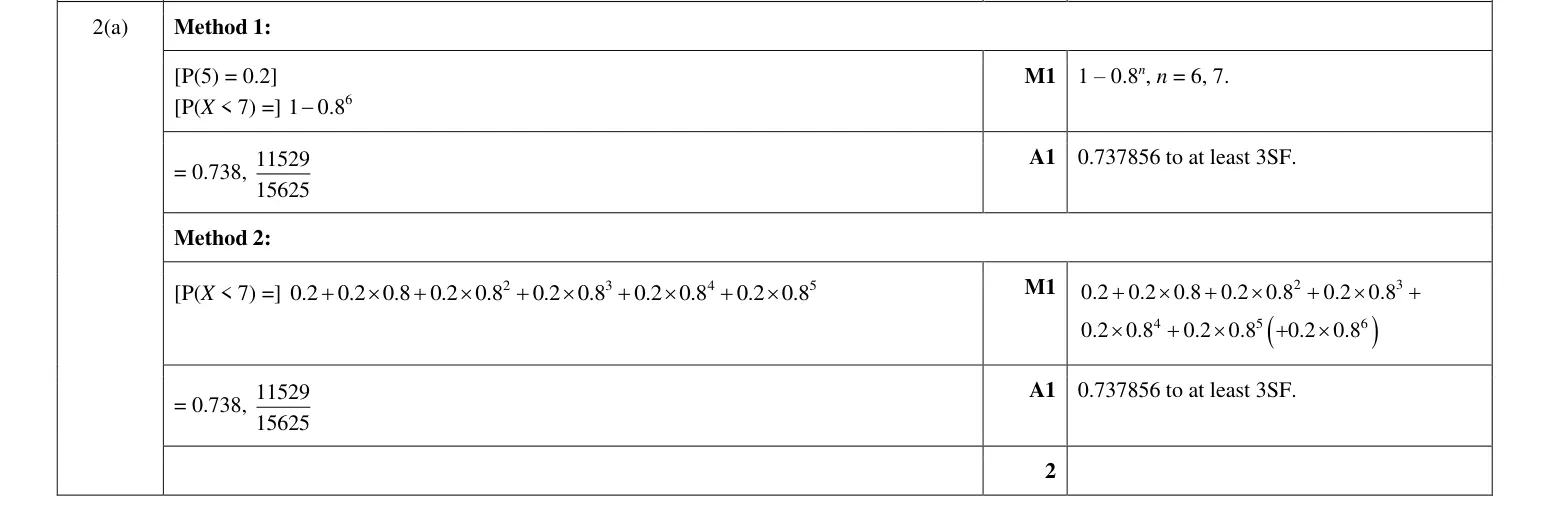 2(a) Method 1:
[P(5) = 0.2] M1 1 – 0.8ⁿ, n = 6, 7.
[P(X < 7) =] 1 – 0.8⁶
= 0.738, 11529/15625 A1 0.737856 to at least 3SF.
Method 2:
[P(X < 7) =] 0.2 + 0.2 × 0.8 + 0.2 × 0.8² + 0.2 × 0.8³ + 0.2 × 0.8⁴ + 0.2 × 0.8⁵ M1 0.2 + 0.2 × 0.8 + 0.2 × 0.8² + 0.2 × 0.8³ +
0.2 × 0.8⁴ + 0.2 × 0.8⁵ (+0.2 × 0.8⁶)
= 0.738, 11529/15625 A1 0.737856 to at least 3SF.
2